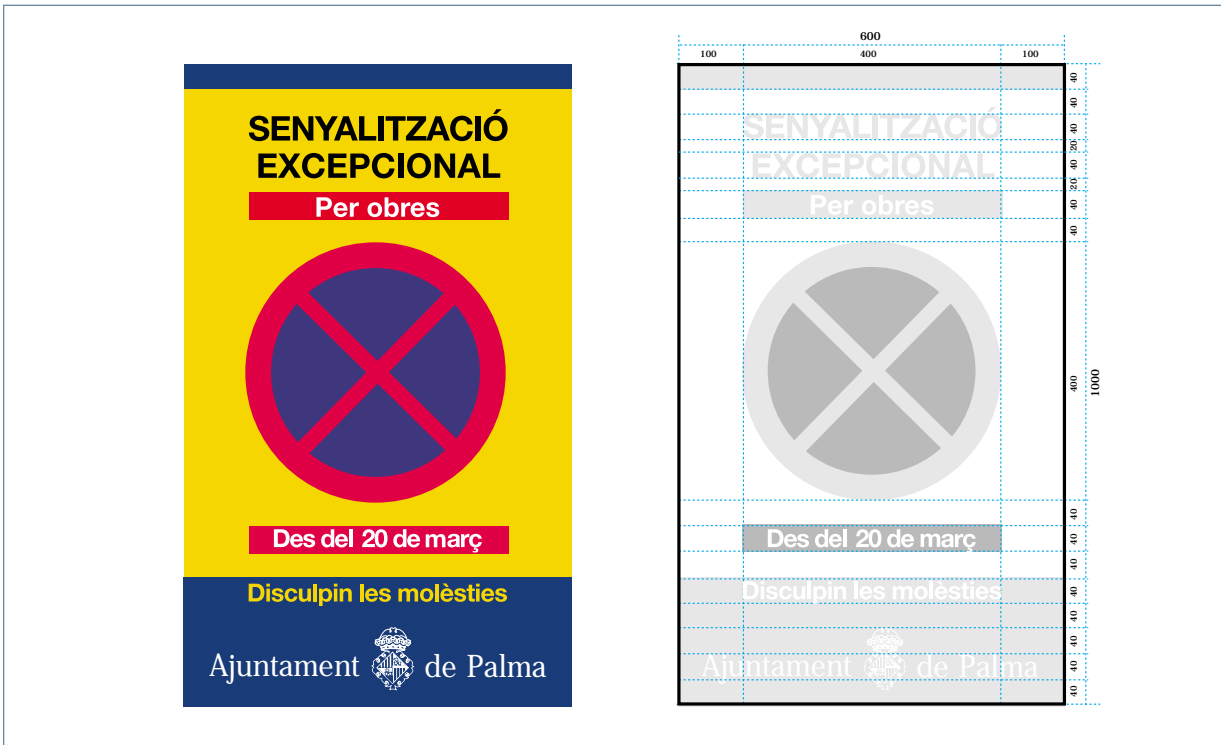 SENYALITZACIÓ
EXCEPCIONAL
Per obres
Des del 20 de març
Disculpin les molèsties
Ajuntament de Palma
600
100 400 100
SENYALITZACIÓ
EXCEPCIONAL
Per obres
Des del 20 de març
Disculpin les molèsties
Ajuntament de Palma
40
40
40
20
40
20
40
40
400
1000
40
40
40
40
40
40
40
40